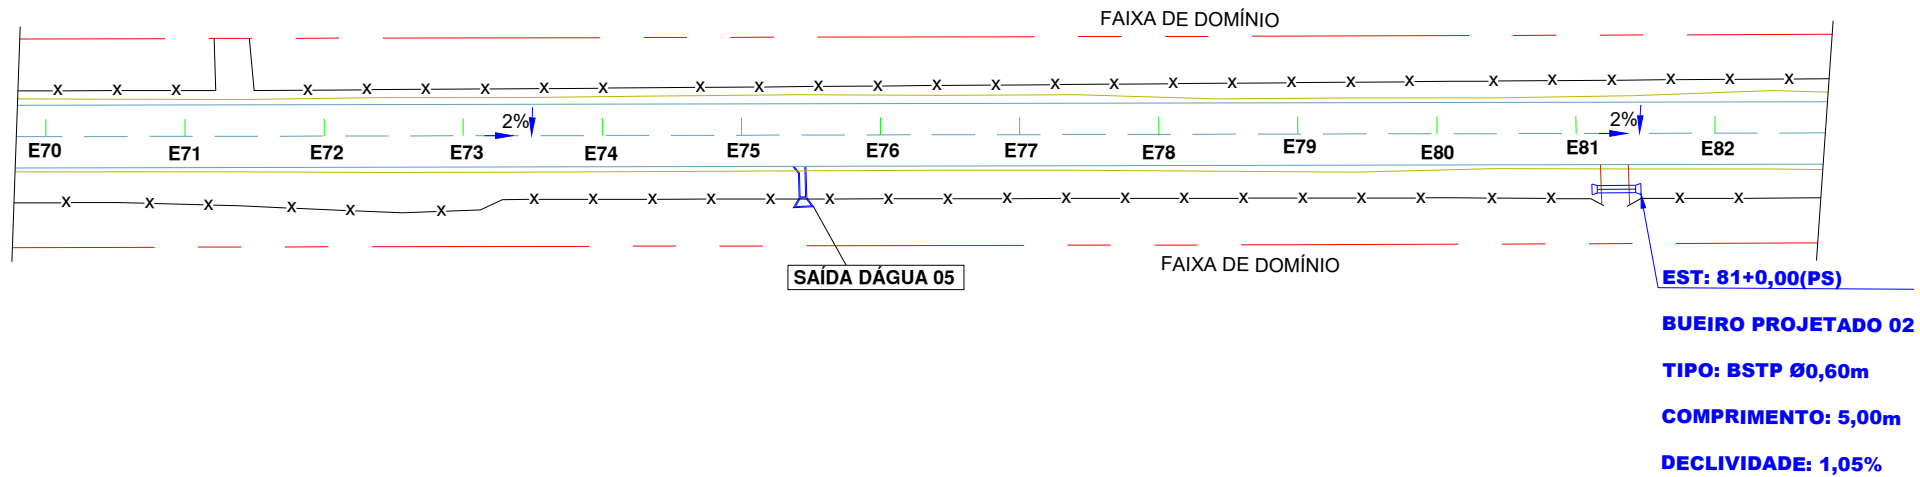 FAIXA DE DOMÍNIO
2%
2%
E70 E71 E72 E73 E74 E75 E76 E77 E78 E79 E80 E81 E82
FAIXA DE DOMÍNIO
SAÍDA DÁGUA 05
EST: 81+0,00(PS)
BUEIRO PROJETADO 02
TIPO: BSTP Ø0,60m
COMPRIMENTO: 5,00m
DECLIVIDADE: 1,05%